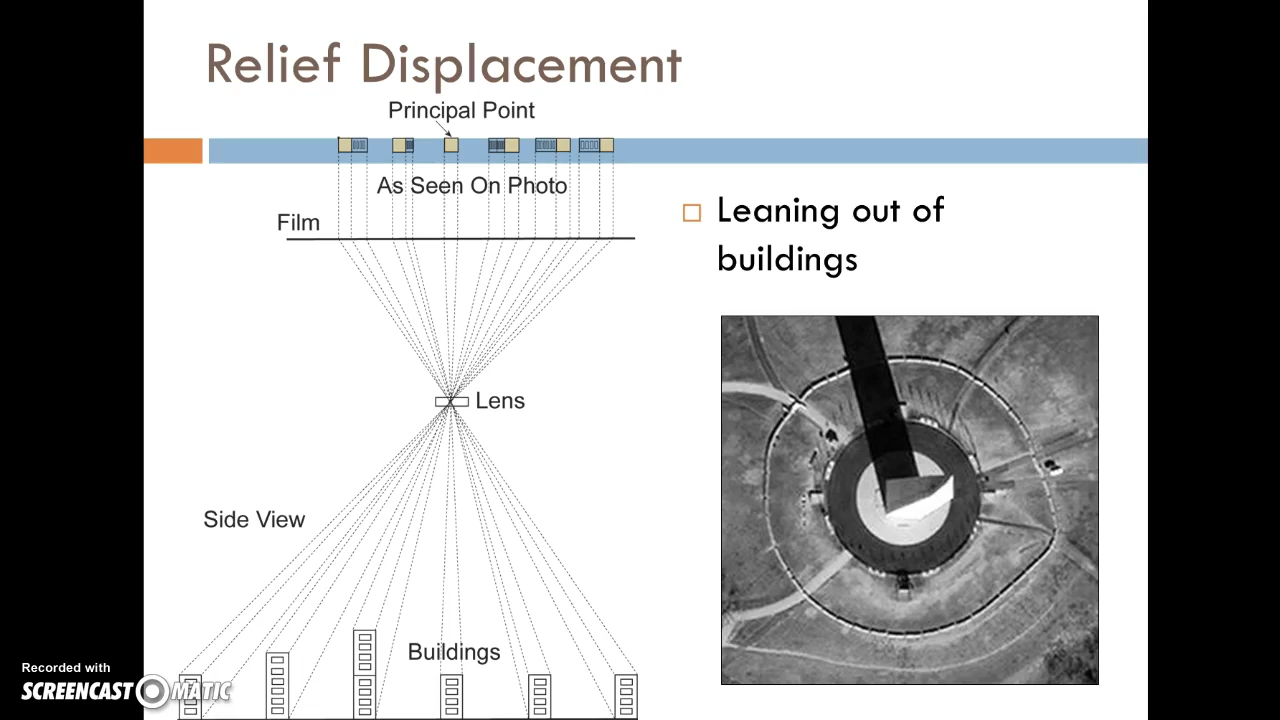 Relief Displacement
Principal Point
As Seen On Photo
Film
Leaning out of
buildings
Lens
Side View
Buildings
Recorded with
SCREENCAST MATIC